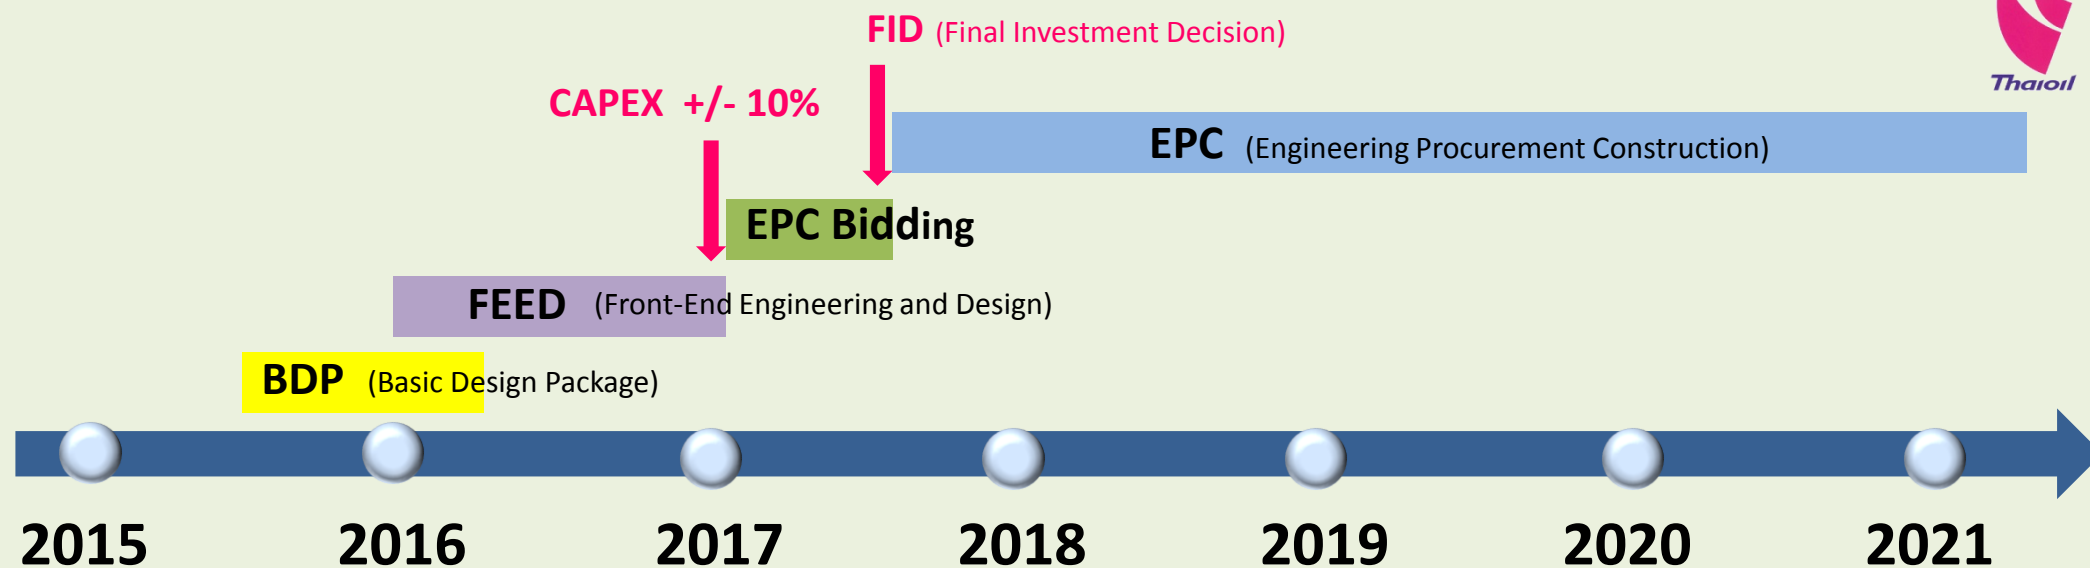 FID (Final Investment Decision)
Thaioil
CAPEX +/- 10%
EPC (Engineering Procurement Construction)
EPC Bidding
FEED (Front-End Engineering and Design)
BDP (Basic Design Package)
2015 2016 2017 2018 2019 2020 2021